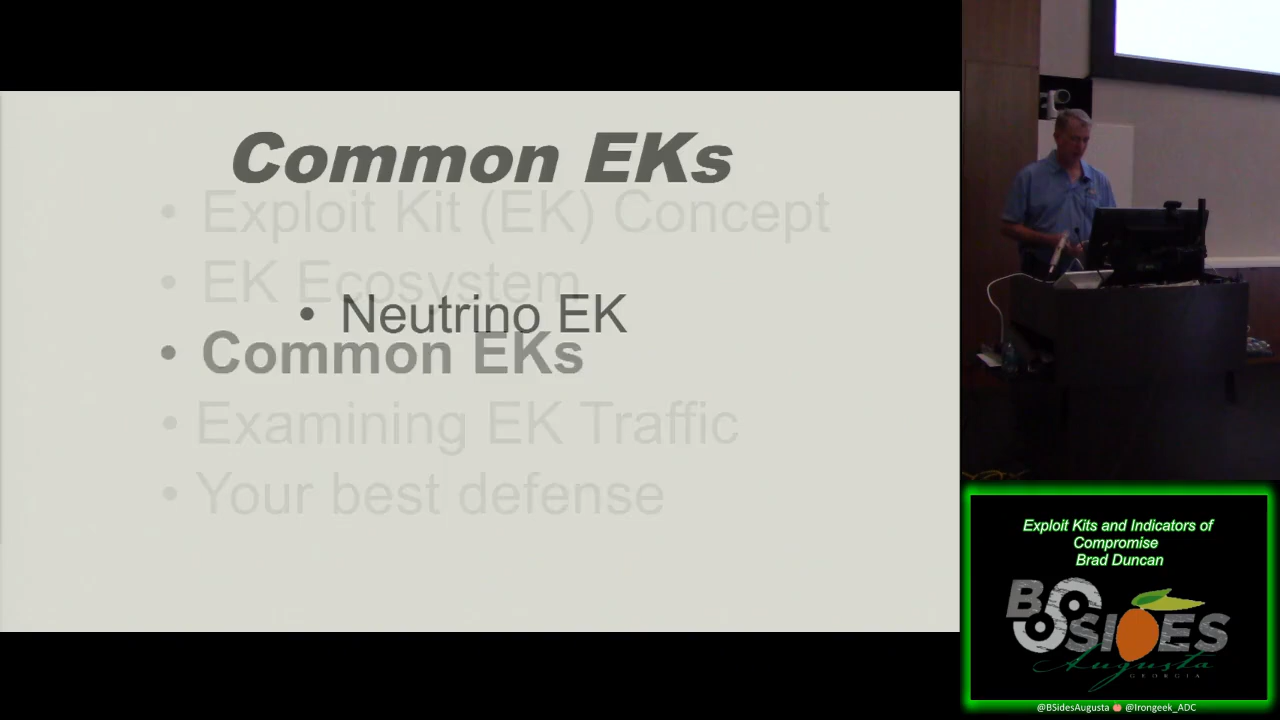 Common EKs
• Exploit Kit (EK) Concept
• EK Ecosystem
• Neutrino EK
• Common EKs
• Examining EK Traffic
• Your best defense
Exploit Kits and Indicators of
Compromise
Brad Duncan
BSIDES
Augusta
GEORGIA
@BSidesAugusta @Irongeek_ADC